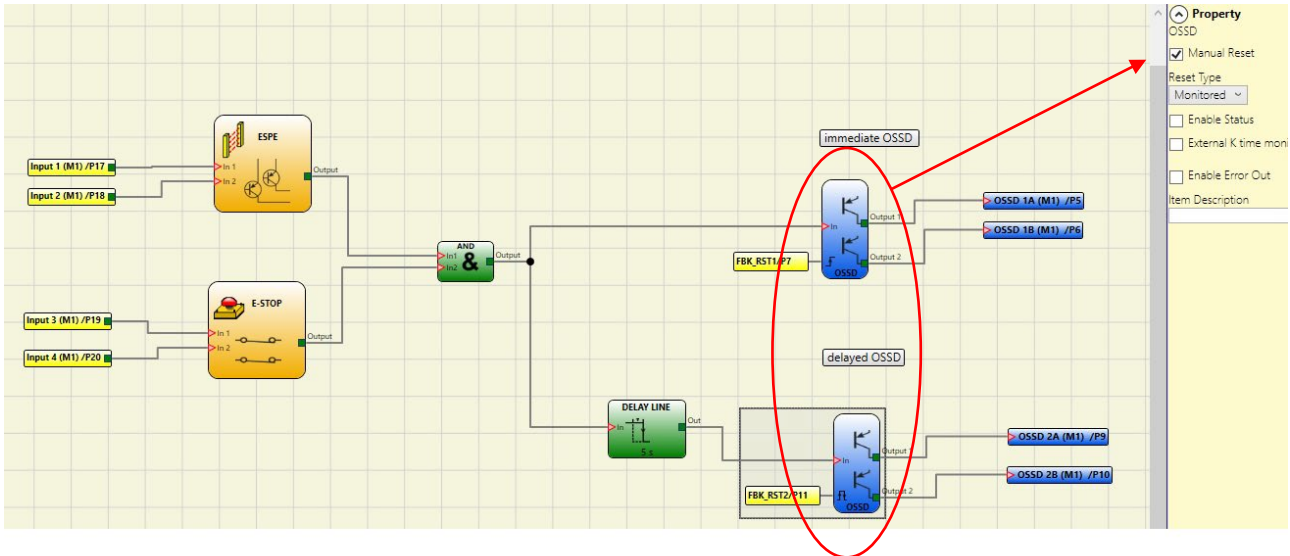 Property
OSSD
Manual Reset
Reset Type
Monitored
Enable Status
External K time moni
Enable Error Out
Item Description
ESPE
Input 1 (M1) /P17
In 1
Input 2 (M1) /P18
In 2
Output
immediate OSSD
OSSD 1A (M1) /P5
Output 1
In
OSSD 1B (M1) /P6
AND
In1
In2
&
Output
Output 2
FBK_RST1/P7
OSSD
E-STOP
Input 3 (M1) /P19
In 1
Input 4 (M1) /P20
In 2
Output
delayed OSSD
DELAY LINE
In
Out
5 s
OSSD 2A (M1) /P9
Output
In
OSSD 2B (M1) /P10
FBK_RST2/P11
Output 2
OSSD